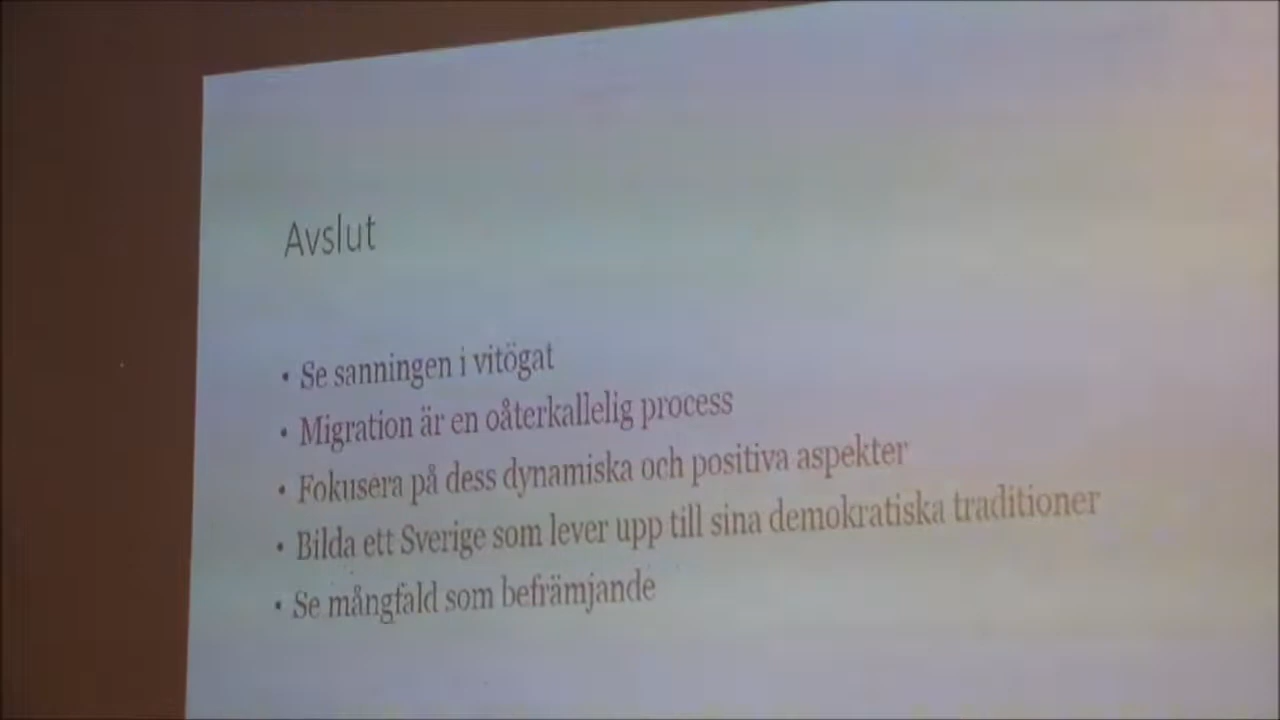 Avslut
• Se sanningen i vitögat
• Migration är en oåterkallelig process
• Fokusera på dess dynamiska och positiva aspekter
• Bilda ett Sverige som lever upp till sina demokratiska traditioner
• Se mångfald som befrämjande